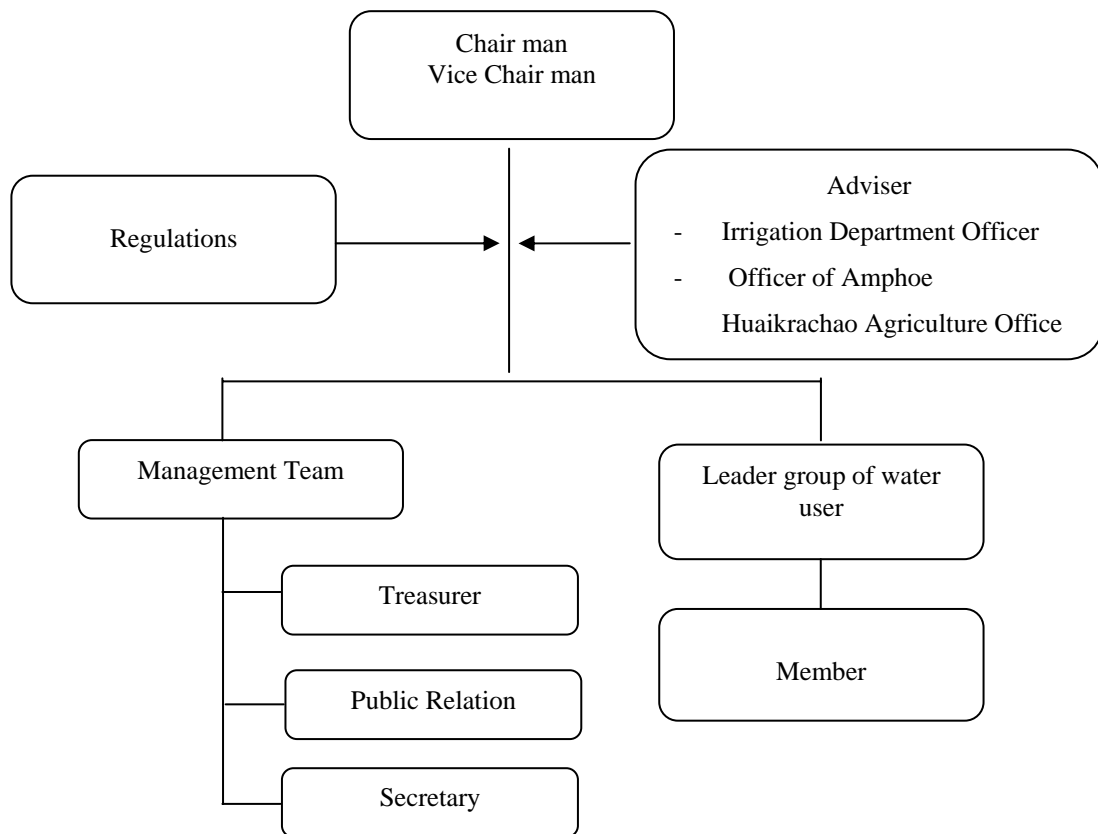 Chair man
Vice Chair man
Regulations
Adviser
- Irrigation Department Officer
- Officer of Amphoe
Huaikrachao Agriculture Office
Management Team
Leader group of water
user
Treasurer
Member
Public Relation
Secretary